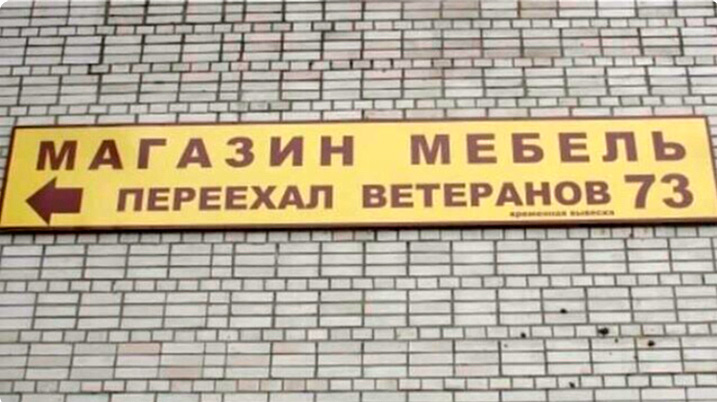 МАГАЗИН МЕБЕЛЬ
ПЕРЕЕХАЛ ВЕТЕРАНОВ 73
временная вывеска